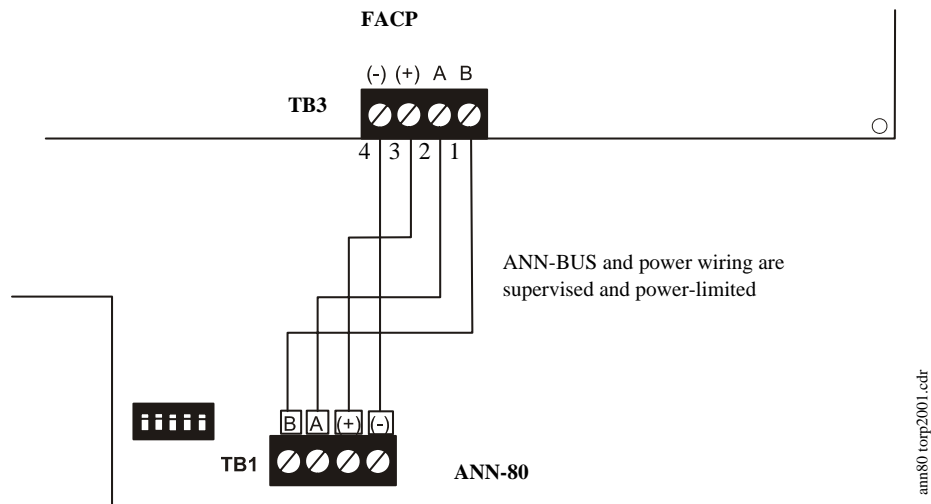 FACP
(-) (+) A B
TB3
4 3 2 1
ANN-BUS and power wiring are
supervised and power-limited
B A (+) (-)
TB1
ANN-80
ann80 torp2001.cdr